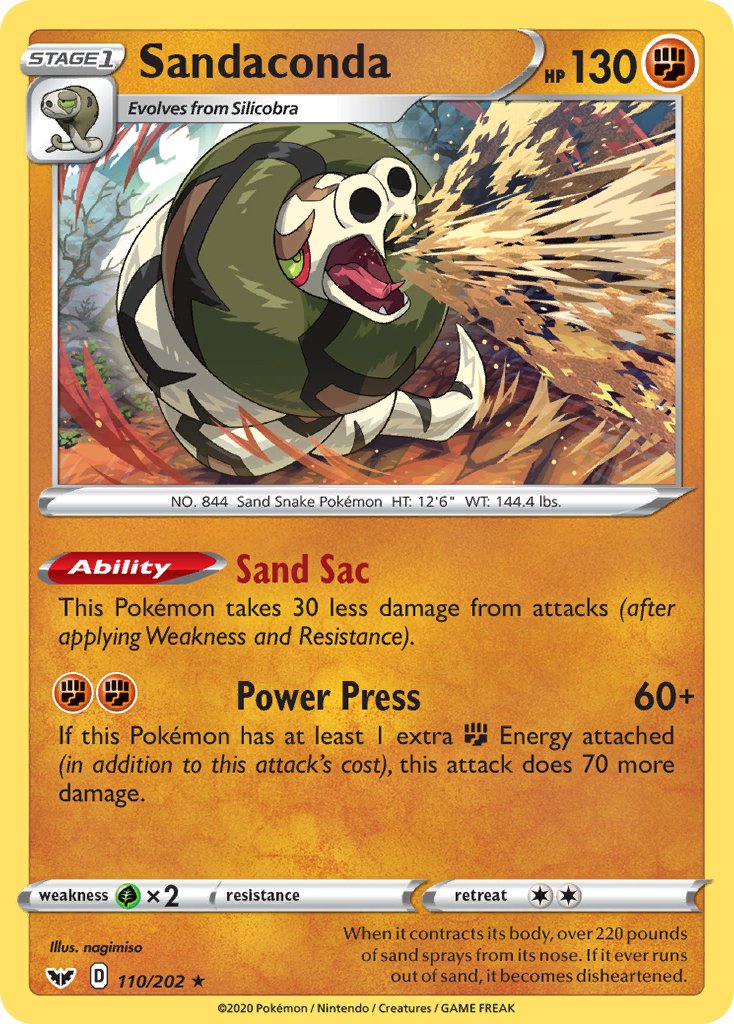 STAGE1
Sandaconda
HP 130
Evolves from Silicobra
NO. 844 Sand Snake Pokémon HT: 12'6" WT: 144.4 lbs.
Ability Sand Sac
This Pokémon takes 30 less damage from attacks (after
applying Weakness and Resistance).
Power Press 60+
If this Pokémon has at least 1 extra Energy attached
(in addition to this attack's cost), this attack does 70 more
damage.
weakness ×2 resistance retreat
Illus. nagimiso
When it contracts its body, over 220 pounds
of sand sprays from its nose. If it ever runs
out of sand, it becomes disheartened.
D 110/202 ★
©2020 Pokémon / Nintendo / Creatures / GAME FREAK